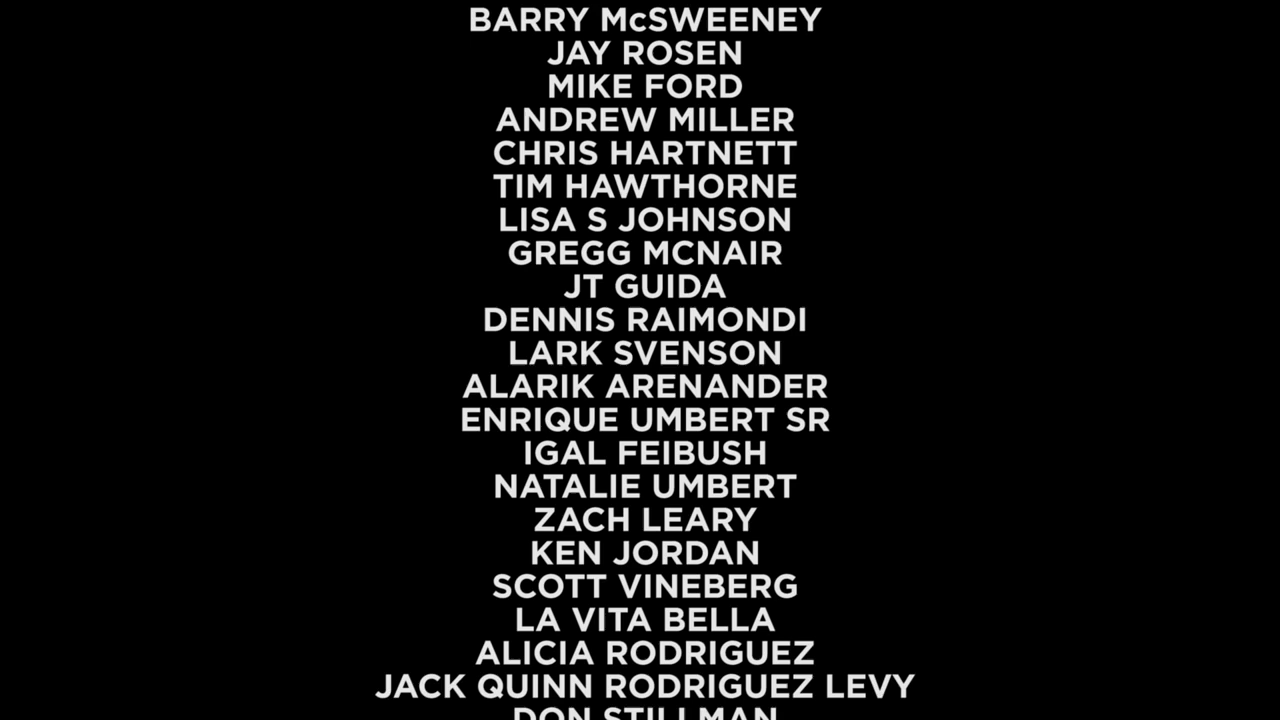 BARRY McSWEENEY
JAY ROSEN
MIKE FORD
ANDREW MILLER
CHRIS HARTNETT
TIM HAWTHORNE
LISA S JOHNSON
GREGG MCNAIR
JT GUIDA
DENNIS RAIMONDI
LARK SVENSON
ALARIK ARENANDER
ENRIQUE UMBERT SR
IGAL FEIBUSH
NATALIE UMBERT
ZACH LEARY
KEN JORDAN
SCOTT VINEBERG
LA VITA BELLA
ALICIA RODRIGUEZ
JACK QUINN RODRIGUEZ LEVY
DON STILLMAN